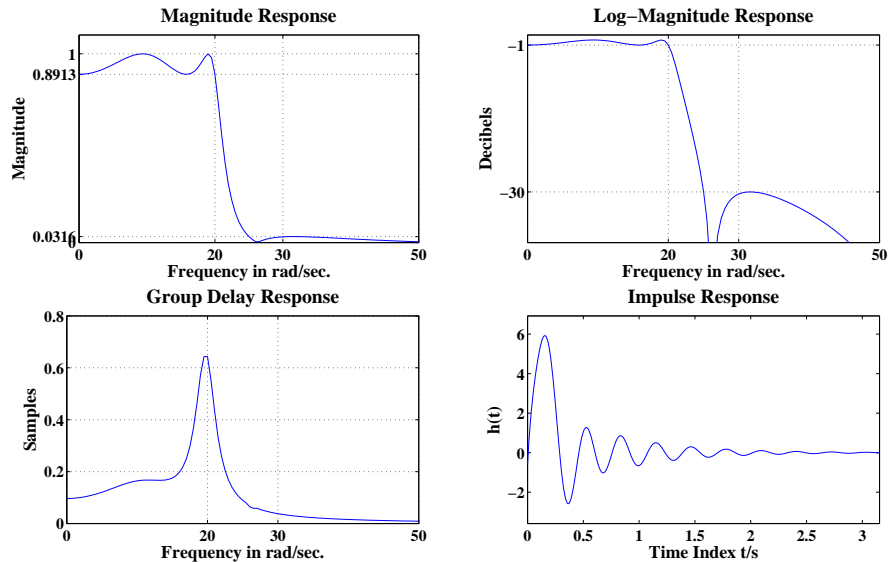 Magnitude Response
1
0.8913
0.0316
0
0
20
30
50
Magnitude
Frequency in rad/sec.
Log−Magnitude Response
−1
−30
0
20
30
50
Decibels
Frequency in rad/sec.
Group Delay Response
0.8
0.6
0.4
0.2
0
0
20
30
50
Samples
Frequency in rad/sec.
Impulse Response
6
4
2
0
−2
0
0.5
1
1.5
2
2.5
3
h(t)
Time Index t/s